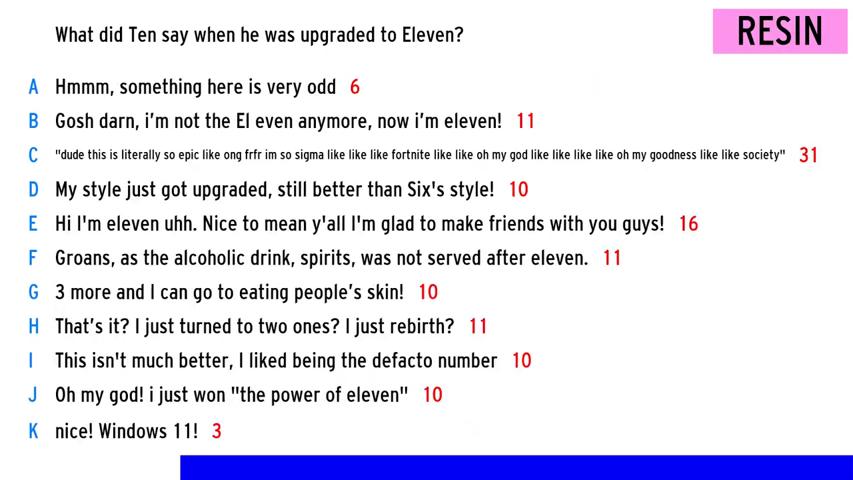 What did Ten say when he was upgraded to Eleven?
RESIN
A Hmmm, something here is very odd 6
B Gosh darn, i'm not the El even anymore, now i'm eleven! 11
C "dude this is literally so epic like ong frfr im so sigma like like like fortnite like like oh my god like like like like oh my goodness like like society" 31
D My style just got upgraded, still better than Six's style! 10
E Hi I'm eleven uhh. Nice to mean y'all I'm glad to make friends with you guys! 16
F Groans, as the alcoholic drink, spirits, was not served after eleven. 11
G 3 more and I can go to eating people's skin! 10
H That's it? I just turned to two ones? I just rebirth? 11
I This isn't much better, I liked being the defacto number 10
J Oh my god! i just won "the power of eleven" 10
K nice! Windows 11! 3